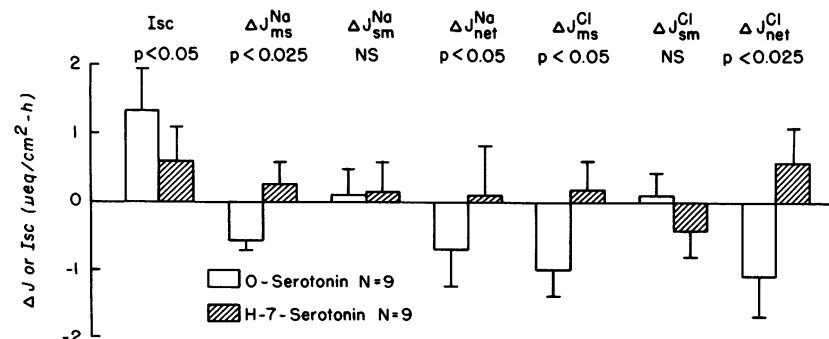 Isc ΔJ^Na_ms ΔJ^Na_sm ΔJ^Na_net ΔJ^Cl_ms ΔJ^Cl_sm ΔJ^Cl_net
p<0.05 p<0.025 NS p<0.05 p<0.05 NS p<0.025
2
1
0
-1
-2
ΔJ or Isc (μeq/cm²-h)
O-Serotonin N=9
H-7-Serotonin N=9